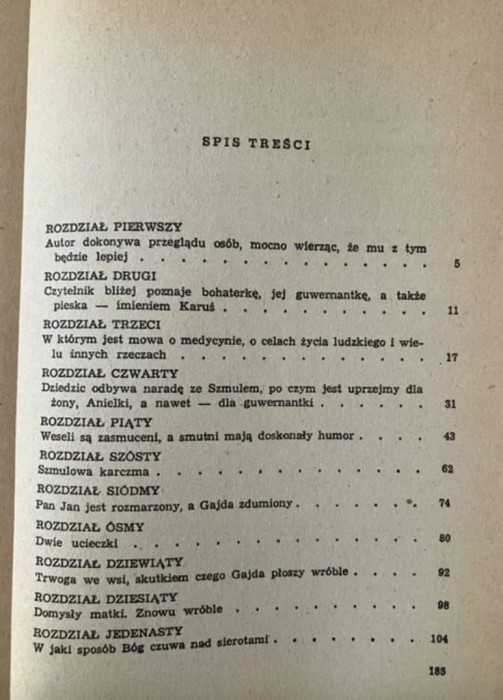 SPIS TREŚCI
ROZDZIAŁ PIERWSZY
Autor dokonywa przeglądu osób, mocno wierząc, że mu z tym
będzie lepiej . . . . . . . . . . . . . . . 5
ROZDZIAŁ DRUGI
Czytelnik bliżej poznaje bohaterkę, jej guwernantkę, a także
pieska — imieniem Karuś . . . . . . . . . . . 11
ROZDZIAŁ TRZECI
W którym jest mowa o medycynie, o celach życia ludzkiego i wie-
lu innych rzeczach . . . . . . . . . . . . . 17
ROZDZIAŁ CZWARTY
Dziedzic odbywa naradę ze Szmulem, po czym jest uprzejmy dla
żony, Anielki, a nawet — dla guwernantki . . . . . . 31
ROZDZIAŁ PIĄTY
Weseli są zasmuceni, a smutni mają doskonały humor . . . . 43
ROZDZIAŁ SZÓSTY
Szmulowa karczma . . . . . . . . . . . . . . 62
ROZDZIAŁ SIÓDMY
Pan Jan jest rozmarzony, a Gajda zdumiony . . . . . . . 74
ROZDZIAŁ ÓSMY
Dwie ucieczki . . . . . . . . . . . . . . . 80
ROZDZIAŁ DZIEWIĄTY
Trwoga we wsi, skutkiem czego Gajda płoszy wróble . . . . 92
ROZDZIAŁ DZIESIĄTY
Domysły matki. Znowu wróble . . . . . . . . . . 98
ROZDZIAŁ JEDENASTY
W jaki sposób Bóg czuwa nad sierotami . . . . . . . . 104
185